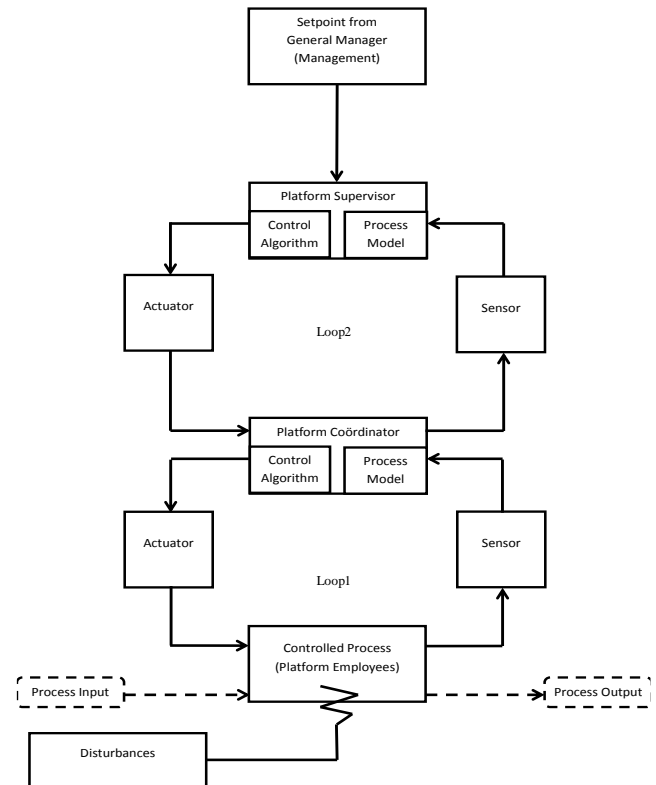 Setpoint from
General Manager
(Management)
Platform Supervisor
Control
Algorithm
Process
Model
Actuator
Sensor
Loop2
Platform Coördinator
Control
Algorithm
Process
Model
Actuator
Sensor
Loop1
Controlled Process
(Platform Employees)
Process Input
Process Output
Disturbances